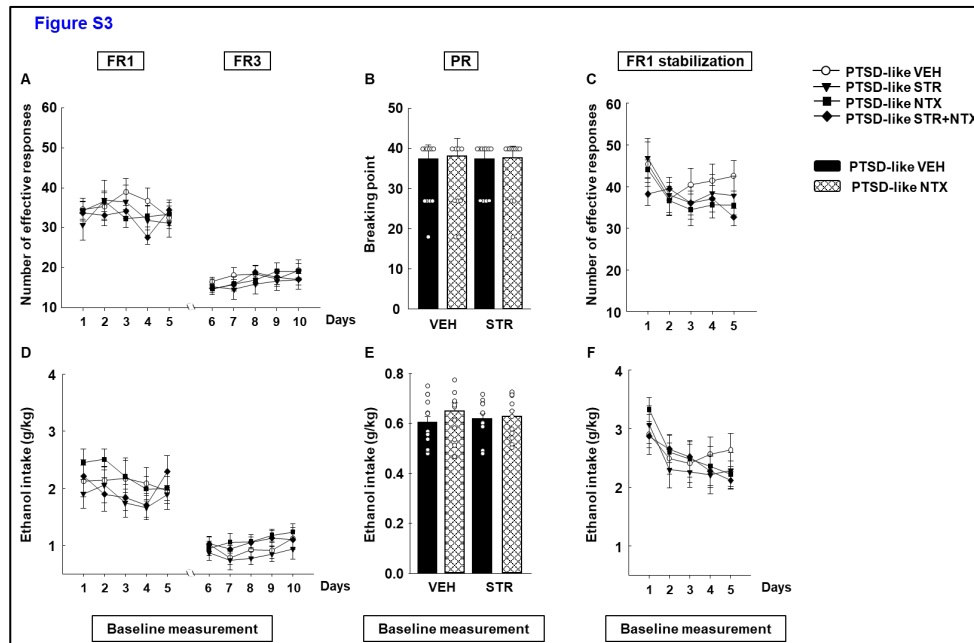 Figure S3
FR1
FR3
PR
FR1 stabilization
PTSD-like VEH
PTSD-like STR
PTSD-like NTX
PTSD-like STR+NTX
PTSD-like VEH
PTSD-like NTX
A
Number of effective responses
60
50
40
30
20
10
1 2 3 4 5 6 7 8 9 10 Days
B
Breaking point
50
40
30
20
10
0
VEH STR
C
Number of effective responses
60
50
40
30
20
10
1 2 3 4 5
D
Ethanol intake (g/kg)
4
3
2
1
1 2 3 4 5 6 7 8 9 10 Days
E
Ethanol intake (g/kg)
0.8
0.6
0.4
0.2
0.0
VEH STR
F
Ethanol intake (g/kg)
4
3
2
1
1 2 3 4 5 Days
Baseline measurement
Baseline measurement
Baseline measurement